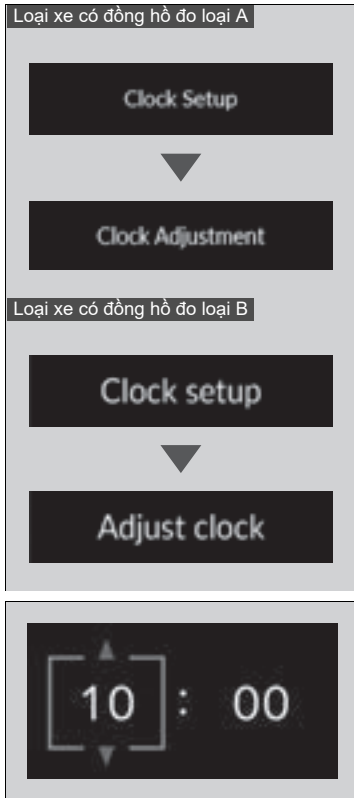 Loại xe có đồng hồ đo loại A
Clock Setup
Clock Adjustment
Loại xe có đồng hồ đo loại B
Clock setup
Adjust clock
10 : 00